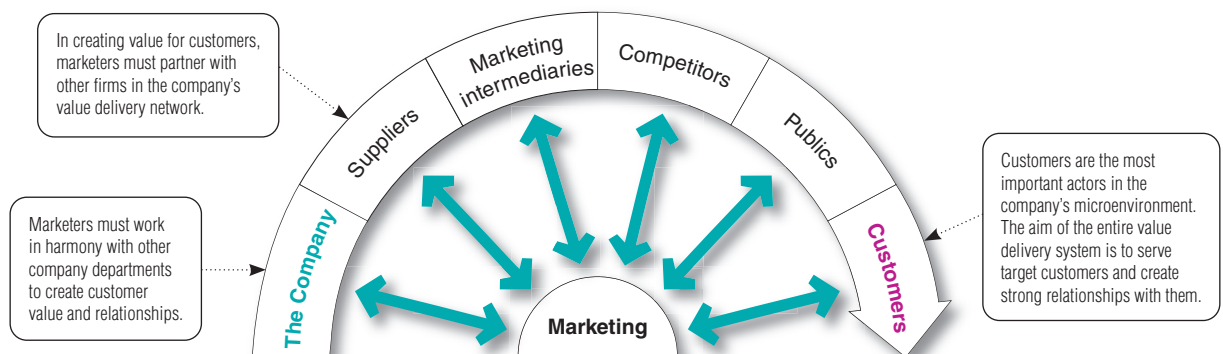 In creating value for customers,
marketers must partner with
other firms in the company's
value delivery network.
Marketers must work
in harmony with other
company departments
to create customer
value and relationships.
The Company
Suppliers
Marketing
intermediaries
Competitors
Publics
Customers
Marketing
Customers are the most
important actors in the
company's microenvironment.
The aim of the entire value
delivery system is to serve
target customers and create
strong relationships with them.